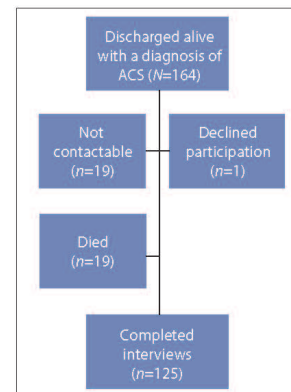 Discharged alive
with a diagnosis of
ACS (N=164)
Not
contactable
(n=19)
Declined
participation
(n=1)
Died
(n=19)
Completed
interviews
(n=125)